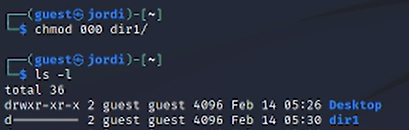 ┌──(guest㉿jordi)-[~]
└─$ chmod 000 dir1/
┌──(guest㉿jordi)-[~]
└─$ ls -l
total 36
drwxr-xr-x 2 guest guest 4096 Feb 14 05:26 Desktop
d--------- 2 guest guest 4096 Feb 14 05:30 dir1